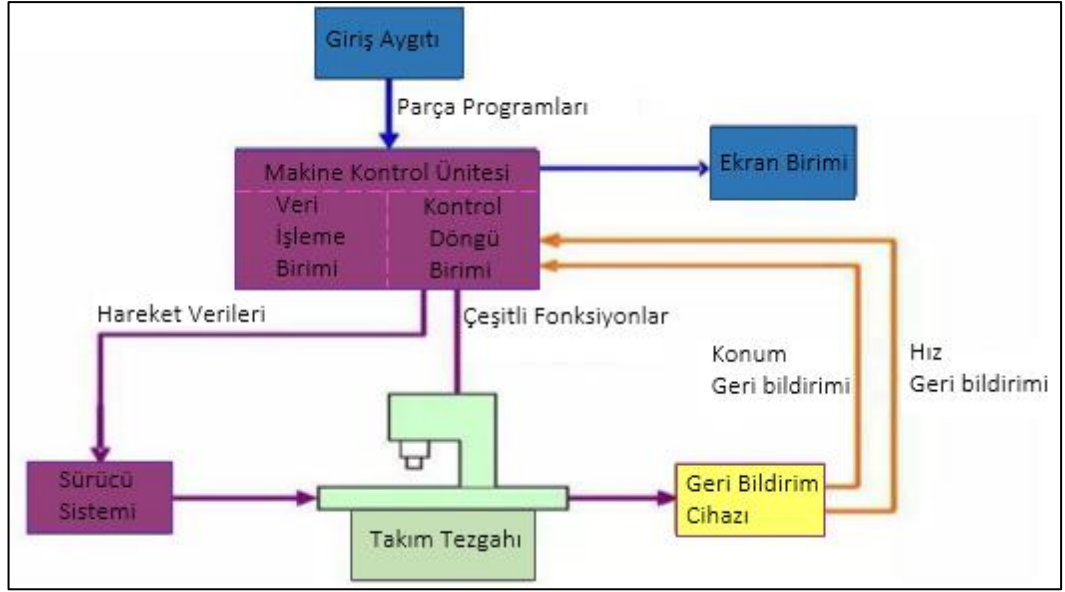 Giriş Aygıtı
Parça Programları
Makine Kontrol Ünitesi
Ekran Birimi
Veri
İşleme
Birimi
Kontrol
Döngü
Birimi
Hareket Verileri
Çeşitli Fonksiyonlar
Konum
Geri bildirimi
Hız
Geri bildirimi
Sürücü
Sistemi
Takım Tezgahı
Geri Bildirim
Cihazı